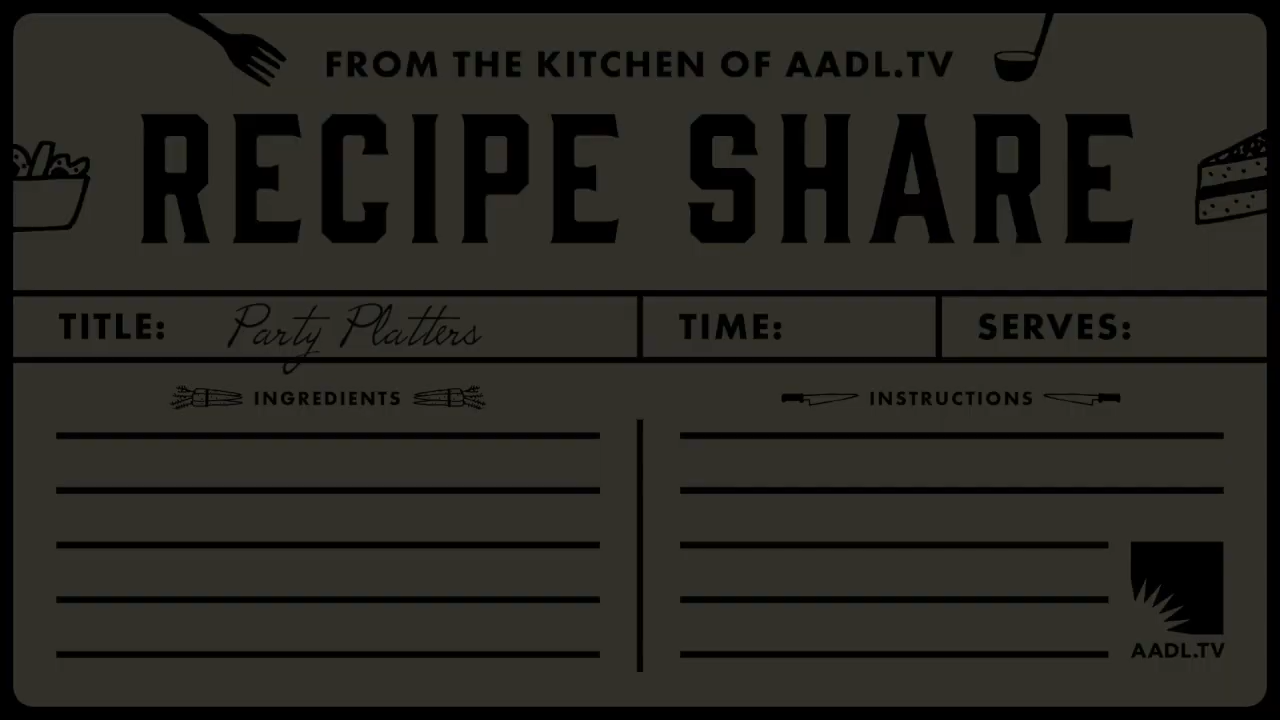 FROM THE KITCHEN OF AADL.TV
RECIPE SHARE
TITLE: Party Platters TIME: SERVES:
INGREDIENTS INSTRUCTIONS
AADL.TV